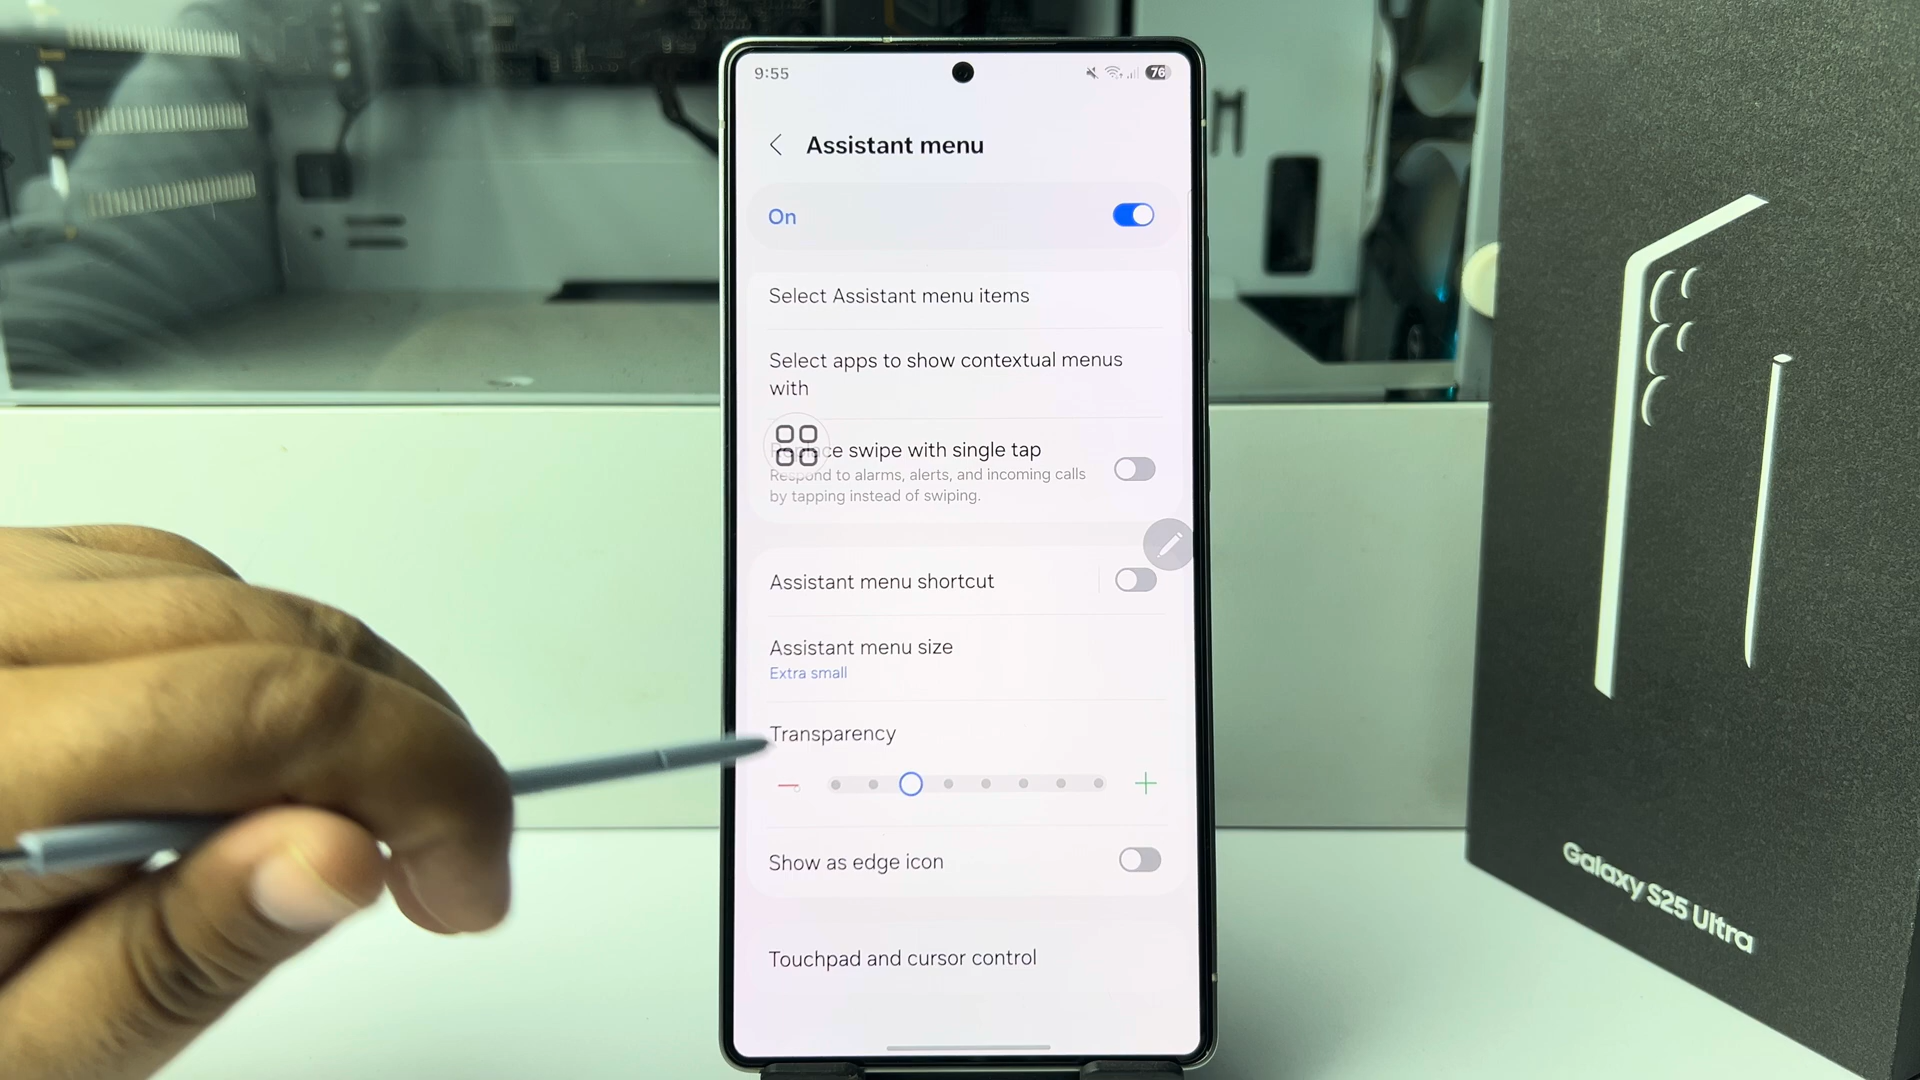 9:55
76
Assistant menu
On
Select Assistant menu items
Select apps to show contextual menus
with
ce swipe with single tap
Respond to alarms, alerts, and incoming calls
by tapping instead of swiping.
Assistant menu shortcut
Assistant menu size
Extra small
Transparency
Show as edge icon
Touchpad and cursor control
Galaxy S25 Ultra